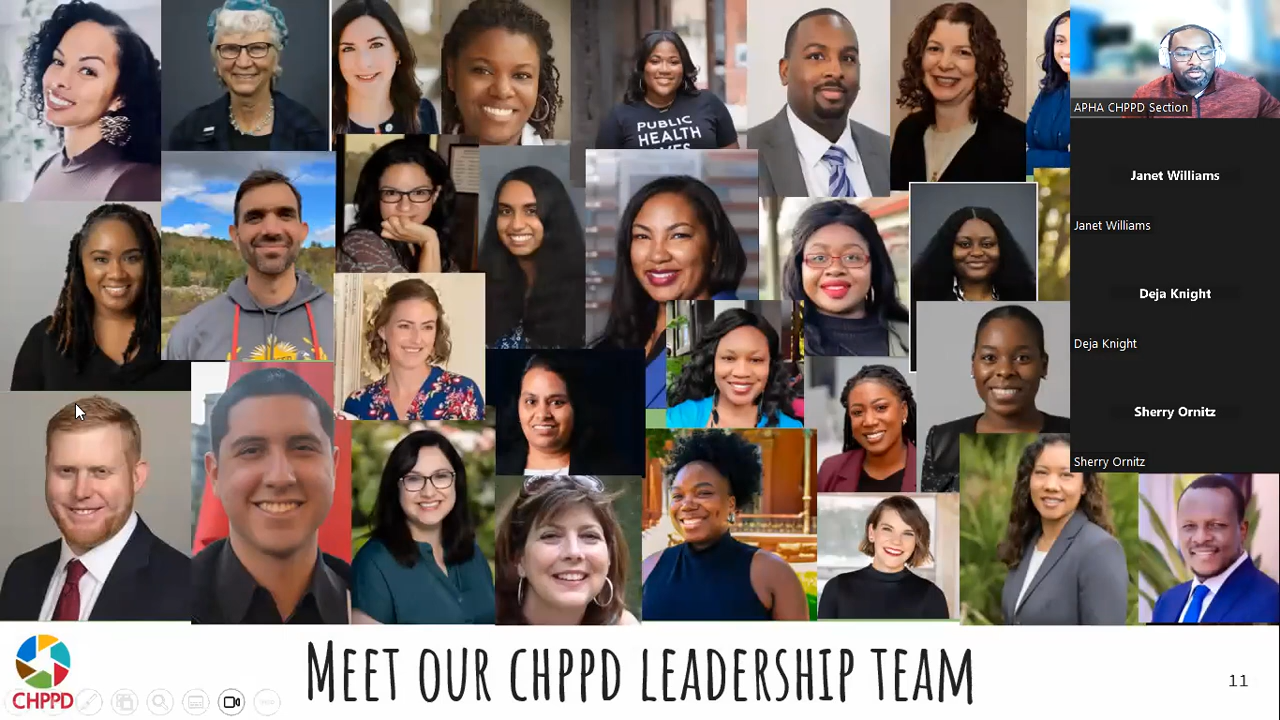 PUBLIC
HEALTH
APHA CHPPD Section
Janet Williams
Janet Williams
Deja Knight
Deja Knight
Sherry Ornitz
Sherry Ornitz
MEET OUR CHPPD LEADERSHIP TEAM
CHPPD
11